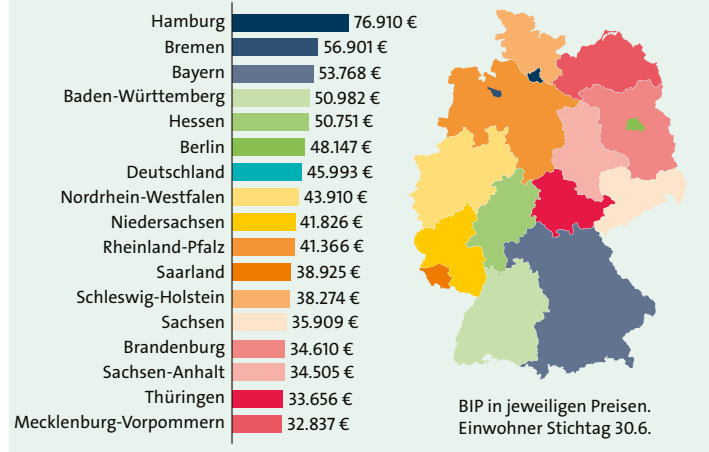 Hamburg 76.910 €
Bremen 56.901 €
Bayern 53.768 €
Baden-Württemberg 50.982 €
Hessen 50.751 €
Berlin 48.147 €
Deutschland 45.993 €
Nordrhein-Westfalen 43.910 €
Niedersachsen 41.826 €
Rheinland-Pfalz 41.366 €
Saarland 38.925 €
Schleswig-Holstein 38.274 €
Sachsen 35.909 €
Brandenburg 34.610 €
Sachsen-Anhalt 34.505 €
Thüringen 33.656 €
Mecklenburg-Vorpommern 32.837 €
BIP in jeweiligen Preisen.
Einwohner Stichtag 30.6.